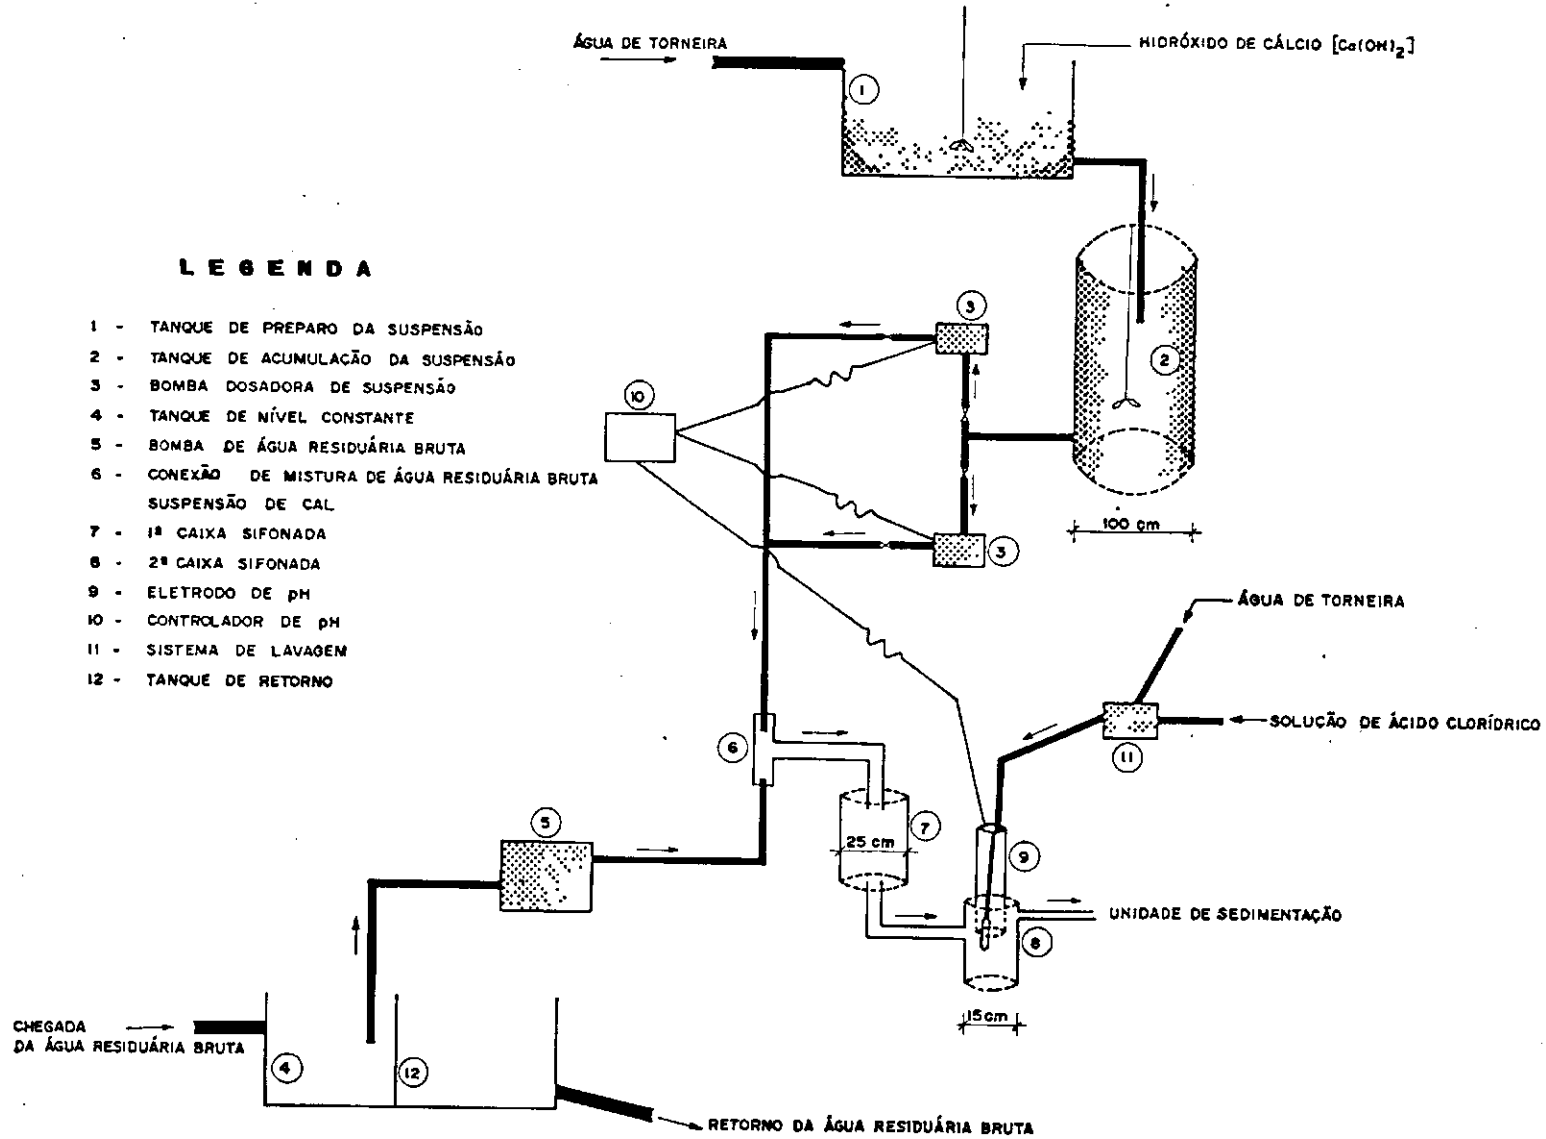 ÁGUA DE TORNEIRA
HIDRÓXIDO DE CÁLCIO [Ca(OH)2]
1
2
LEGENDA
1 - TANQUE DE PREPARO DA SUSPENSÃO
2 - TANQUE DE ACUMULAÇÃO DA SUSPENSÃO
3 - BOMBA DOSADORA DE SUSPENSÃO
4 - TANQUE DE NÍVEL CONSTANTE
5 - BOMBA DE ÁGUA RESIDUÁRIA BRUTA
6 - CONEXÃO DE MISTURA DE ÁGUA RESIDUÁRIA BRUTA
SUSPENSÃO DE CAL
7 - 1ª CAIXA SIFONADA
8 - 2ª CAIXA SIFONADA
9 - ELETRODO DE pH
10 - CONTROLADOR DE pH
11 - SISTEMA DE LAVAGEM
12 - TANQUE DE RETORNO
3
10
3
100 cm
ÁGUA DE TORNEIRA
SOLUÇÃO DE ÁCIDO CLORÍDRICO
11
6
5
7
25 cm
9
UNIDADE DE SEDIMENTAÇÃO
8
15cm
CHEGADA
DA ÁGUA RESIDUÁRIA BRUTA
4
12
RETORNO DA ÁGUA RESIDUÁRIA BRUTA